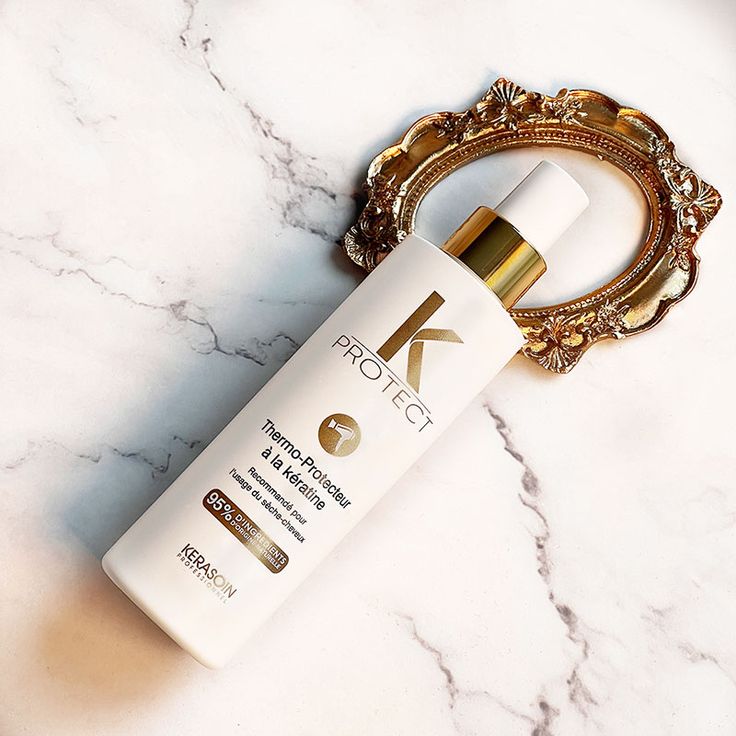 K
PROTECT
Thermo-Protecteur
à la kératine
Recommandé pour
l'usage du sèche-cheveux
95% D'INGRÉDIENTS
D'ORIGINE NATURELLE
KERASOIN
PROFESSIONNEL